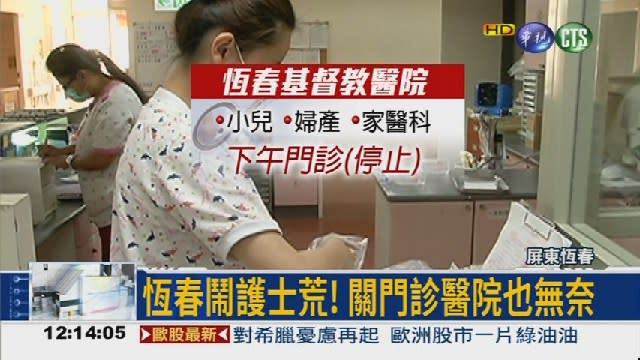 HD 華視 CTS
恆春基督教醫院
•小兒 •婦產 •家醫科
下午門診(停止)
屏東恆春
恆春鬧護士荒! 關門診醫院也無奈
12:14:05 ▶歐股最新◀ 對希臘憂慮再起 歐洲股市一片綠油油